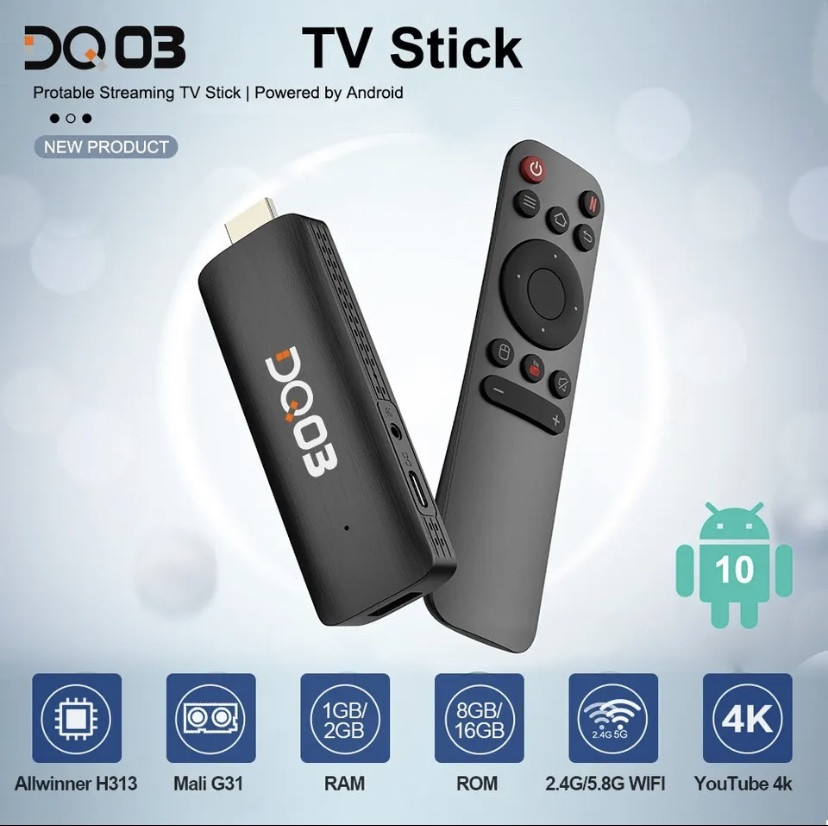 DQ03
TV Stick
Protable Streaming TV Stick | Powered by Android
NEW PRODUCT
DQ03
10
1GB/
2GB
8GB/
16GB
2.4G 5G
4K
Allwinner H313
Mali G31
RAM
ROM
2.4G/5.8G WIFI
YouTube 4k